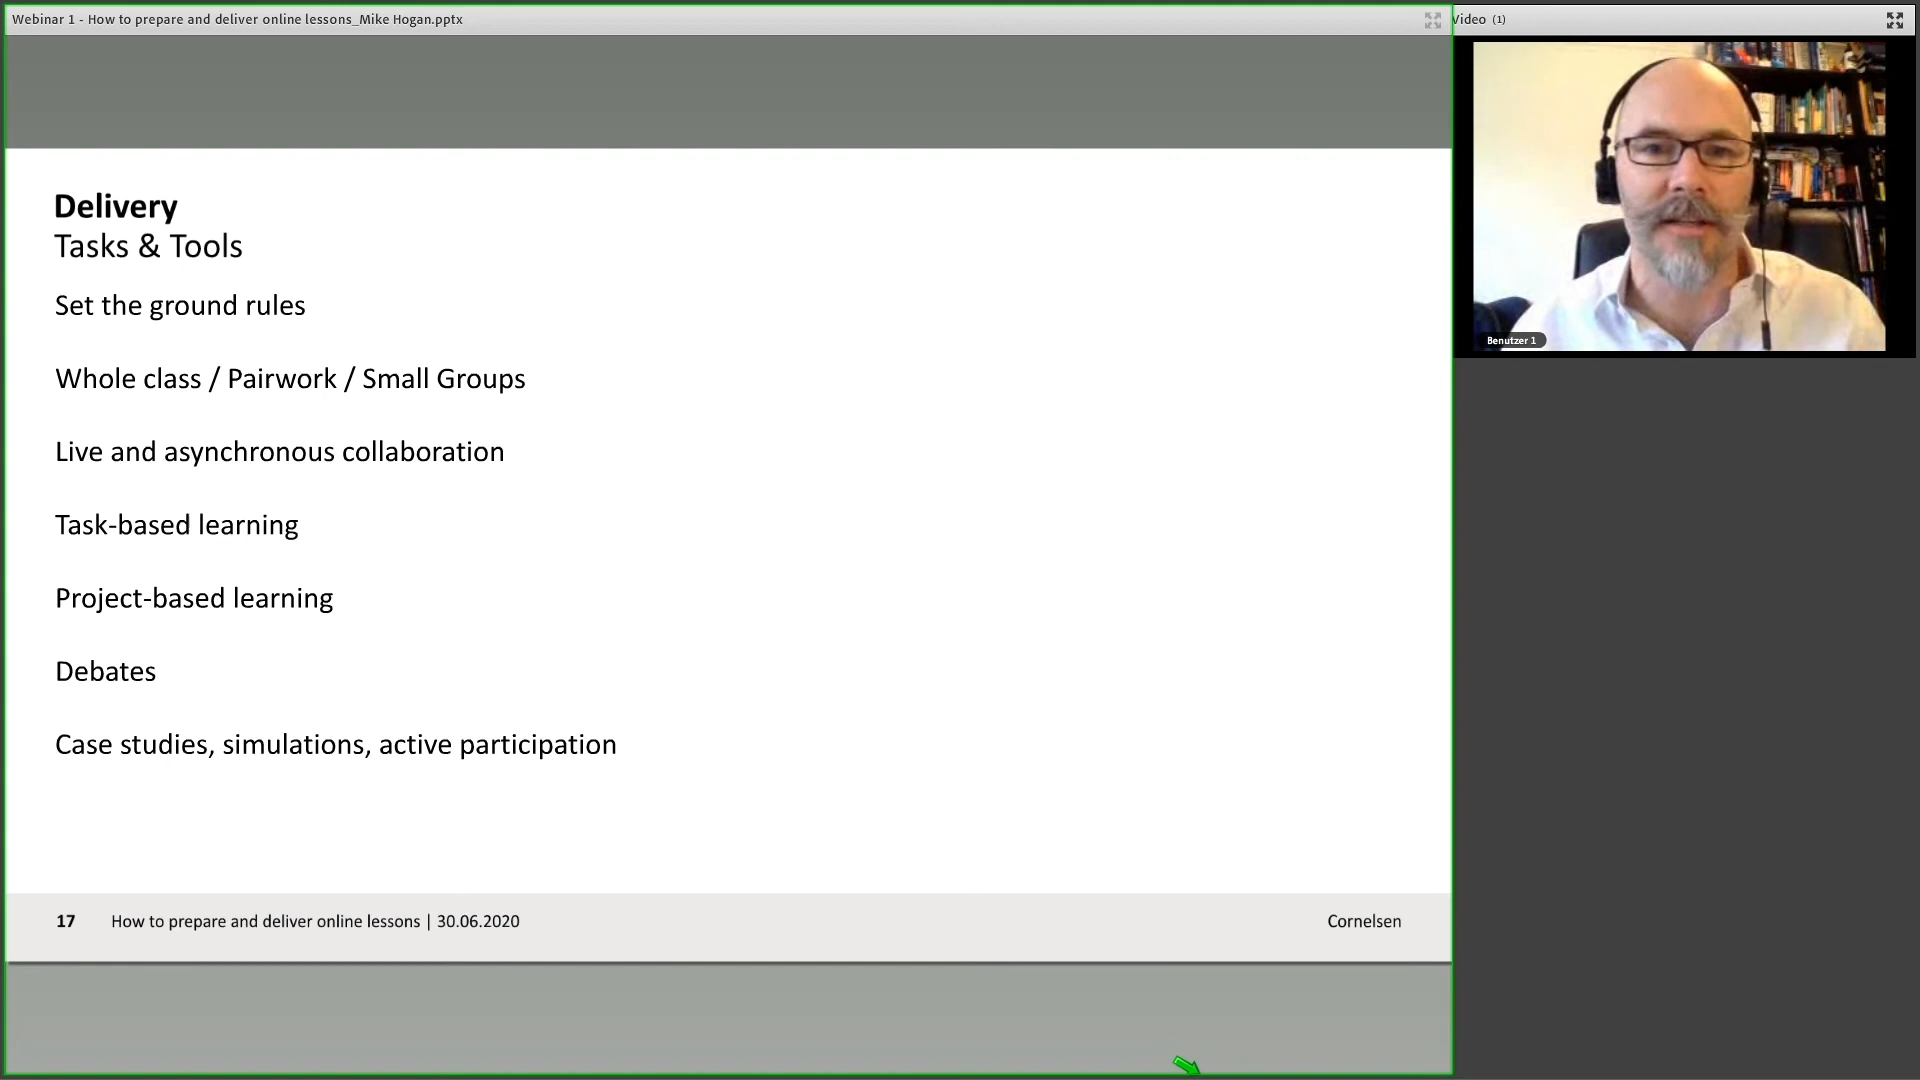 Webinar 1 - How to prepare and deliver online lessons_Mike Hogan.pptx
Video (1)
Benutzer 1
Delivery
Tasks & Tools
Set the ground rules
Whole class / Pairwork / Small Groups
Live and asynchronous collaboration
Task-based learning
Project-based learning
Debates
Case studies, simulations, active participation
17 How to prepare and deliver online lessons | 30.06.2020 Cornelsen